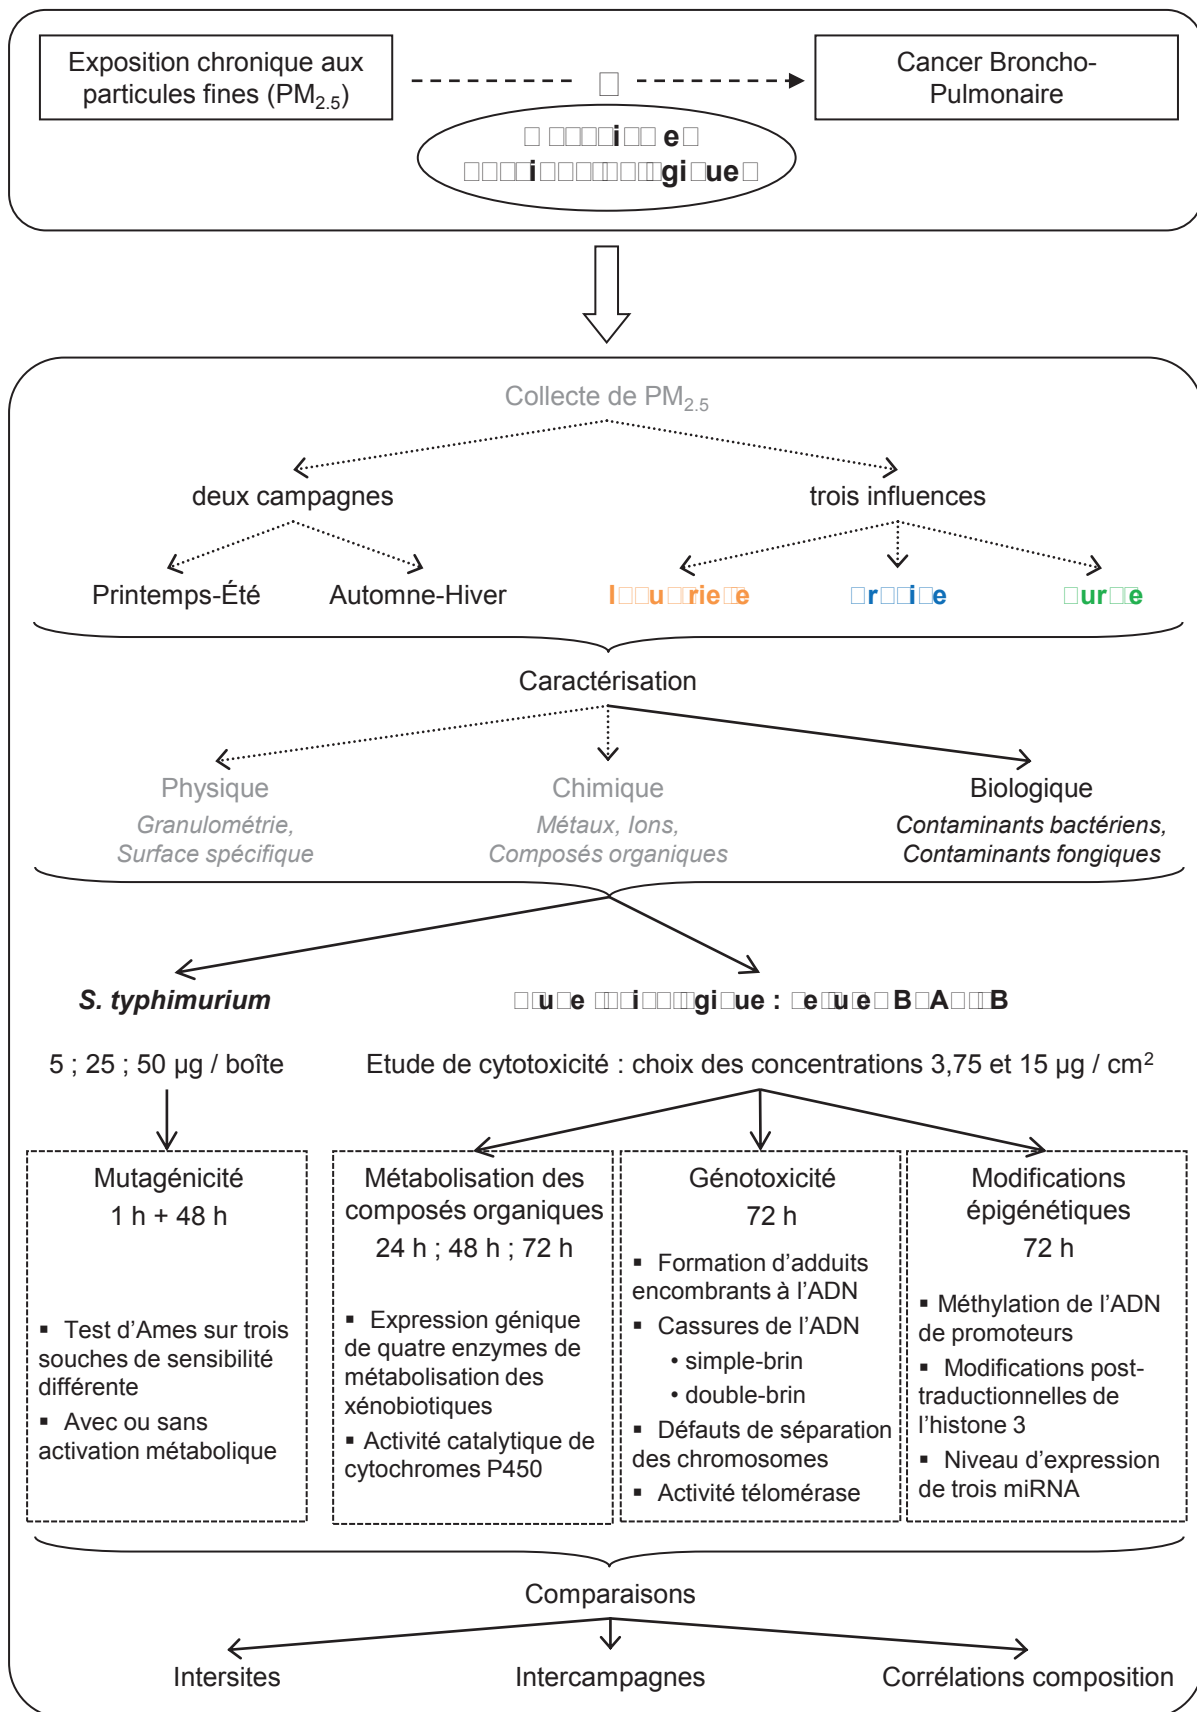 Exposition chronique aux
particules fines (PM2.5)
Cancer Broncho-
Pulmonaire
Collecte de PM2.5
deux campagnes
trois influences
Printemps-Été
Automne-Hiver
Caractérisation
Physique
Granulométrie,
Surface spécifique
Chimique
Métaux, Ions,
Composés organiques
Biologique
Contaminants bactériens,
Contaminants fongiques
S. typhimurium
5 ; 25 ; 50 µg / boîte
Etude de cytotoxicité : choix des concentrations 3,75 et 15 µg / cm²
Mutagénicité
1 h + 48 h
▪ Test d’Ames sur trois
souches de sensibilité
différente
▪ Avec ou sans
activation métabolique
Métabolisation des
composés organiques
24 h ; 48 h ; 72 h
▪ Expression génique
de quatre enzymes de
métabolisation des
xénobiotiques
▪ Activité catalytique de
cytochromes P450
Génotoxicité
72 h
▪ Formation d’adduits
encombrants à l’ADN
▪ Cassures de l’ADN
• simple-brin
• double-brin
▪ Défauts de séparation
des chromosomes
▪ Activité télomérase
Modifications
épigénétiques
72 h
▪ Méthylation de l’ADN
de promoteurs
▪ Modifications post-
traductionnelles de
l’histone 3
▪ Niveau d’expression
de trois miRNA
Comparaisons
Intersites
Intercampagnes
Corrélations composition